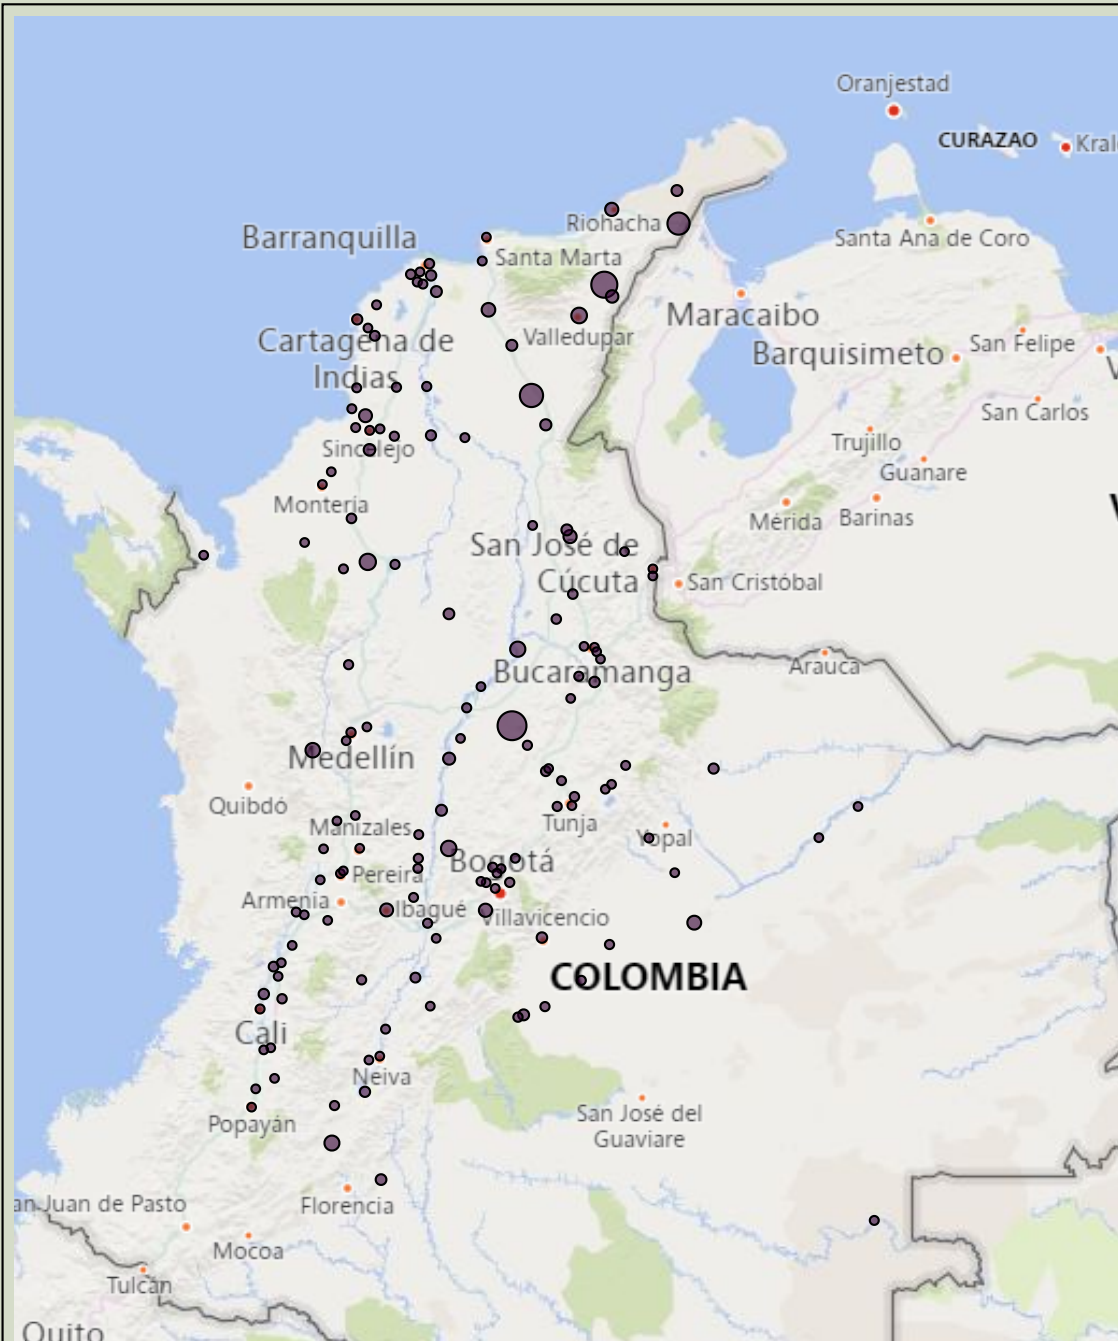 Oranjestad
CURAZAO
Kral
Riohacha
Barranquilla
Santa Ana de Coro
Santa Marta
Maracaibo
Valledupar
Cartagena de
Indias
San Felipe
Barquisimeto
V
San Carlos
Trujillo
Sincelejo
Guanare
Montería
Mérida
Barinas
V
San José de
Cúcuta
San Cristóbal
Bucaramanga
Arauca
Medellín
Quibdó
Manizales
Tunja
Yopal
Bogotá
Pereira
Armenia
Ibagué
Villavicencio
COLOMBIA
Cali
Neiva
San José del
Guaviare
Popayán
an Juan de Pasto
Florencia
Mocoa
Tulcán
Quito